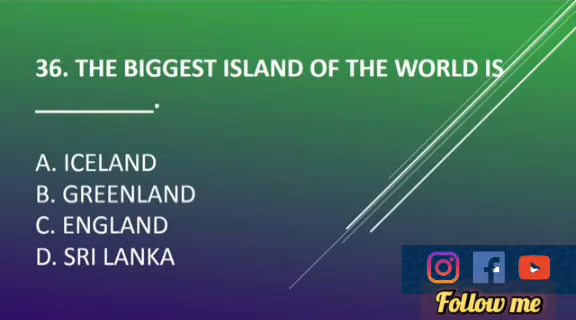 36. THE BIGGEST ISLAND OF THE WORLD IS
__________.
A. ICELAND
B. GREENLAND
C. ENGLAND
D. SRI LANKA
Follow me